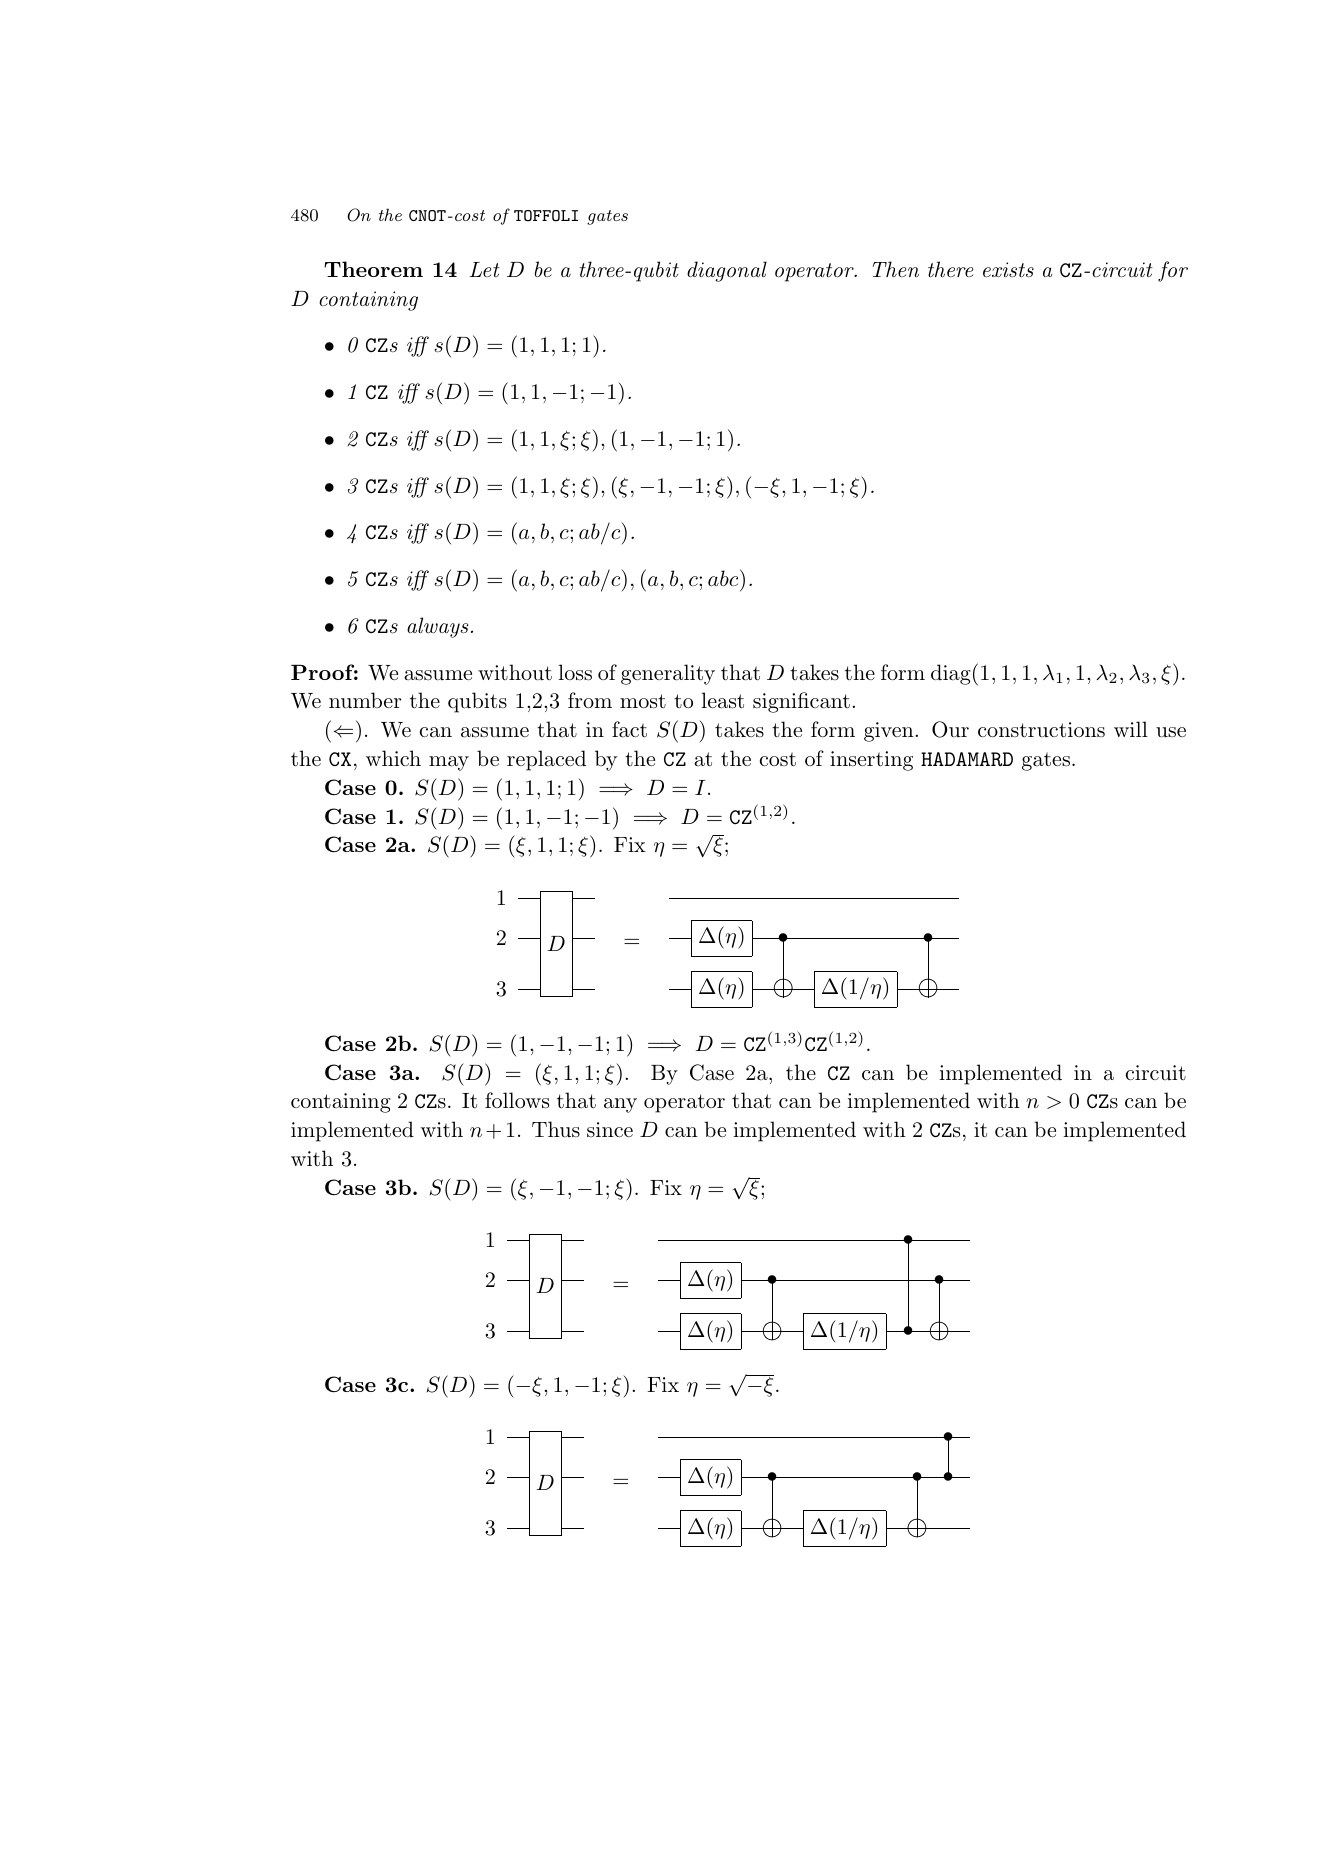 480 On the CNOT-cost of TOFFOLI gates
Theorem 14 Let D be a three-qubit diagonal operator. Then there exists a CZ-circuit for
D containing
• 0 CZs iff s(D) = (1, 1, 1; 1).
• 1 CZ iff s(D) = (1, 1, −1; −1).
• 2 CZs iff s(D) = (1, 1, ξ; ξ), (1, −1, −1; 1).
• 3 CZs iff s(D) = (1, 1, ξ; ξ), (ξ, −1, −1; ξ), (−ξ, 1, −1; ξ).
• 4 CZs iff s(D) = (a, b, c; ab/c).
• 5 CZs iff s(D) = (a, b, c; ab/c), (a, b, c; abc).
• 6 CZs always.
Proof: We assume without loss of generality that D takes the form diag(1, 1, 1, λ₁, 1, λ₂, λ₃, ξ).
We number the qubits 1,2,3 from most to least significant.
(⇐). We can assume that in fact S(D) takes the form given. Our constructions will use
the CX, which may be replaced by the CZ at the cost of inserting HADAMARD gates.
Case 0. S(D) = (1, 1, 1; 1) ⟹ D = I.
Case 1. S(D) = (1, 1, −1; −1) ⟹ D = CZ⁽¹,²⁾.
Case 2a. S(D) = (ξ, 1, 1; ξ). Fix η = √ξ;
1
2 D = Δ(η)
3 Δ(η) Δ(1/η)
Case 2b. S(D) = (1, −1, −1; 1) ⟹ D = CZ⁽¹,³⁾CZ⁽¹,²⁾.
Case 3a. S(D) = (ξ, 1, 1; ξ). By Case 2a, the CZ can be implemented in a circuit
containing 2 CZs. It follows that any operator that can be implemented with n > 0 CZs can be
implemented with n + 1. Thus since D can be implemented with 2 CZs, it can be implemented
with 3.
Case 3b. S(D) = (ξ, −1, −1; ξ). Fix η = √ξ;
1
2 D = Δ(η)
3 Δ(η) Δ(1/η)
Case 3c. S(D) = (−ξ, 1, −1; ξ). Fix η = √−ξ.
1
2 D = Δ(η)
3 Δ(η) Δ(1/η)